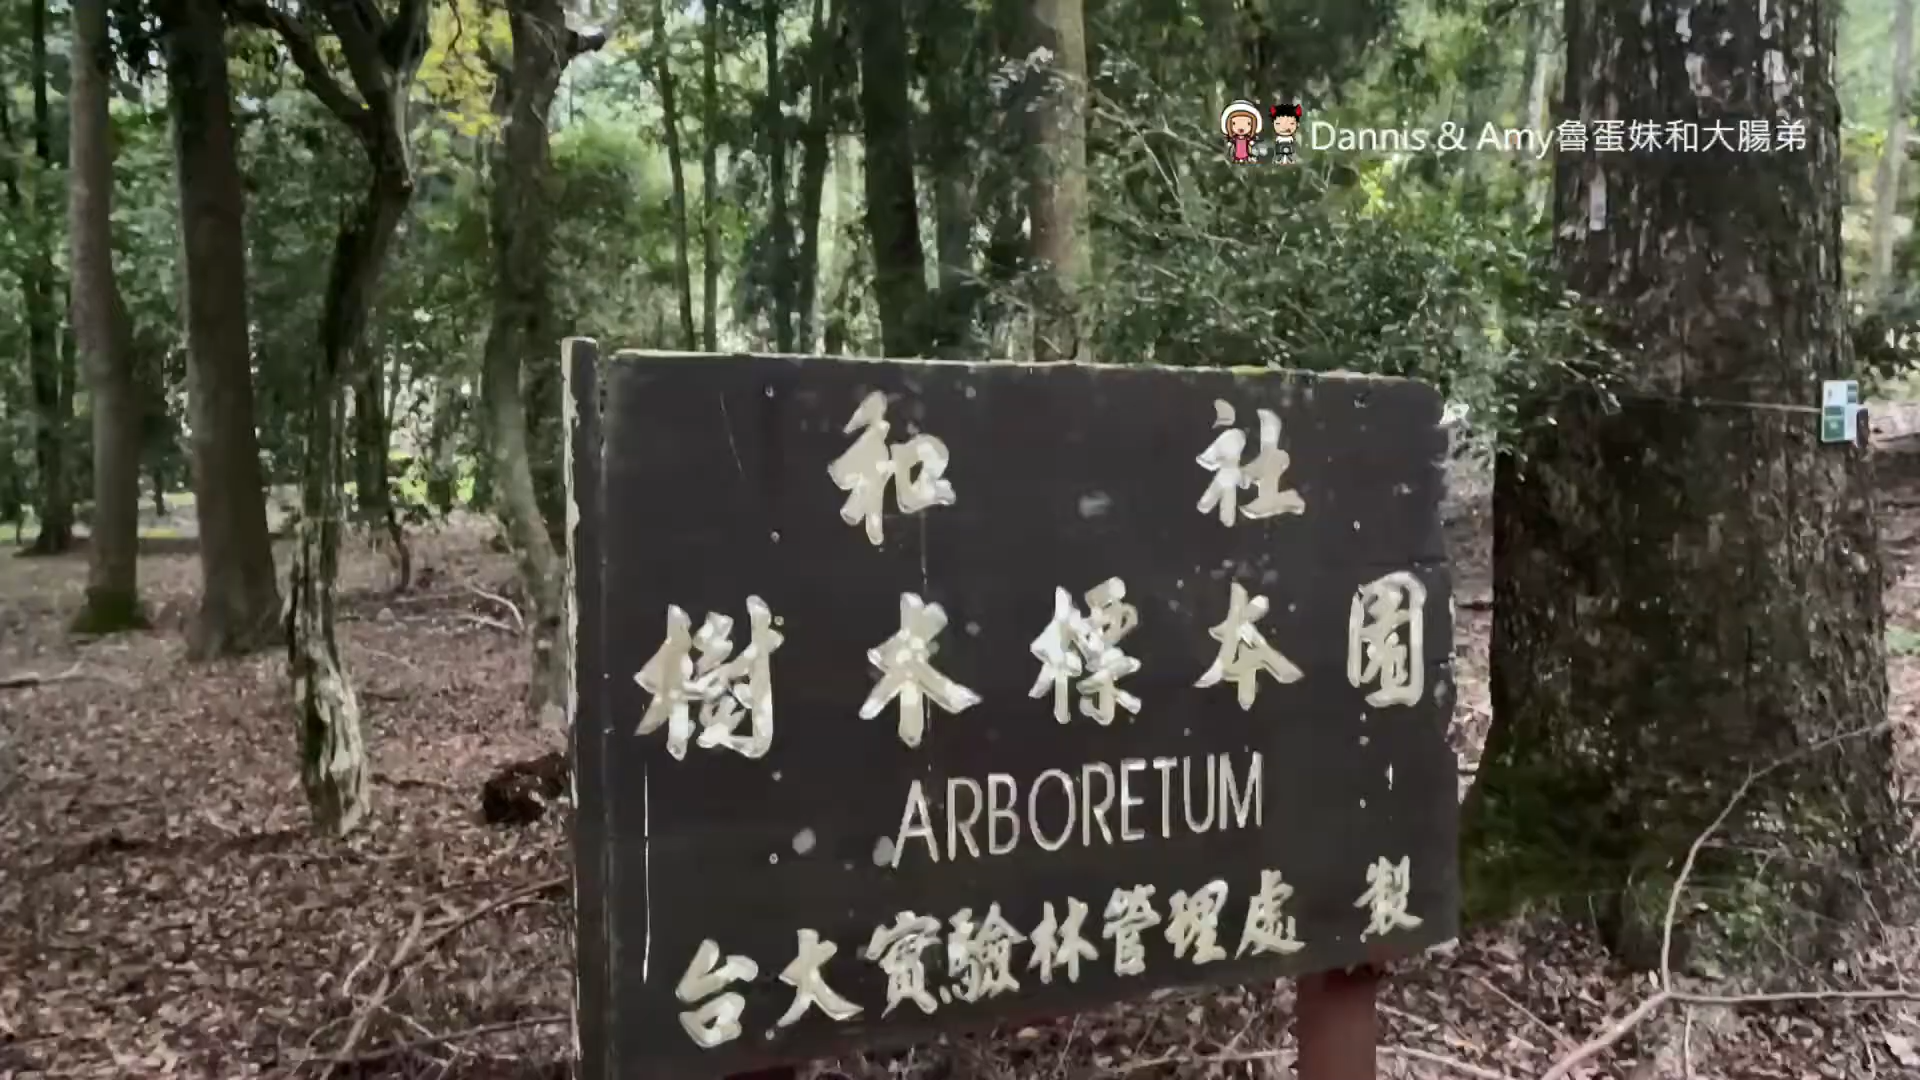 Dannis & Amy魯蛋妹和大腸弟
和 社
樹木標本園
ARBORETUM
台大實驗林管理處 製